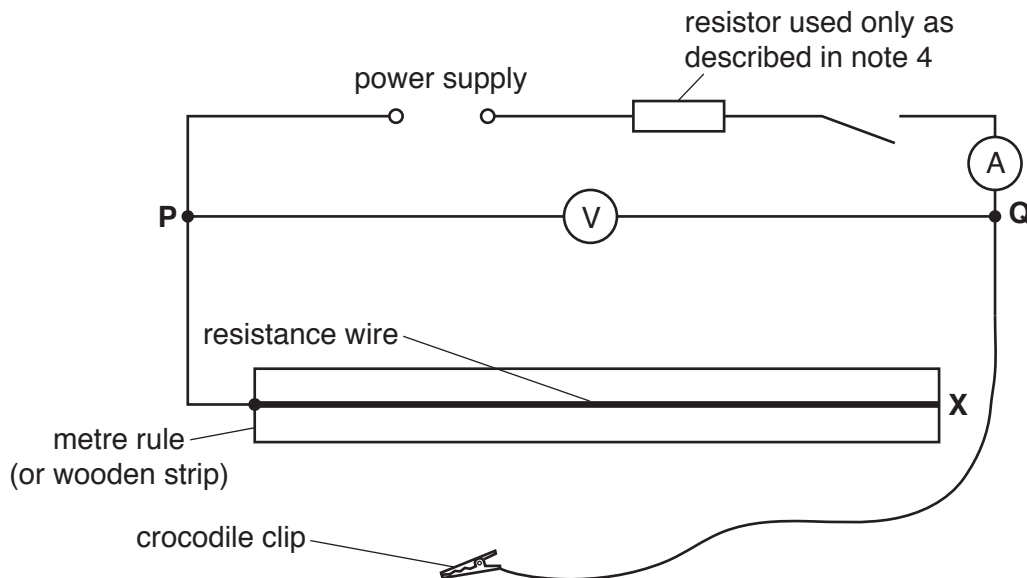 resistor used only as
described in note 4
power supply
A
P
V
Q
resistance wire
X
metre rule
(or wooden strip)
crocodile clip